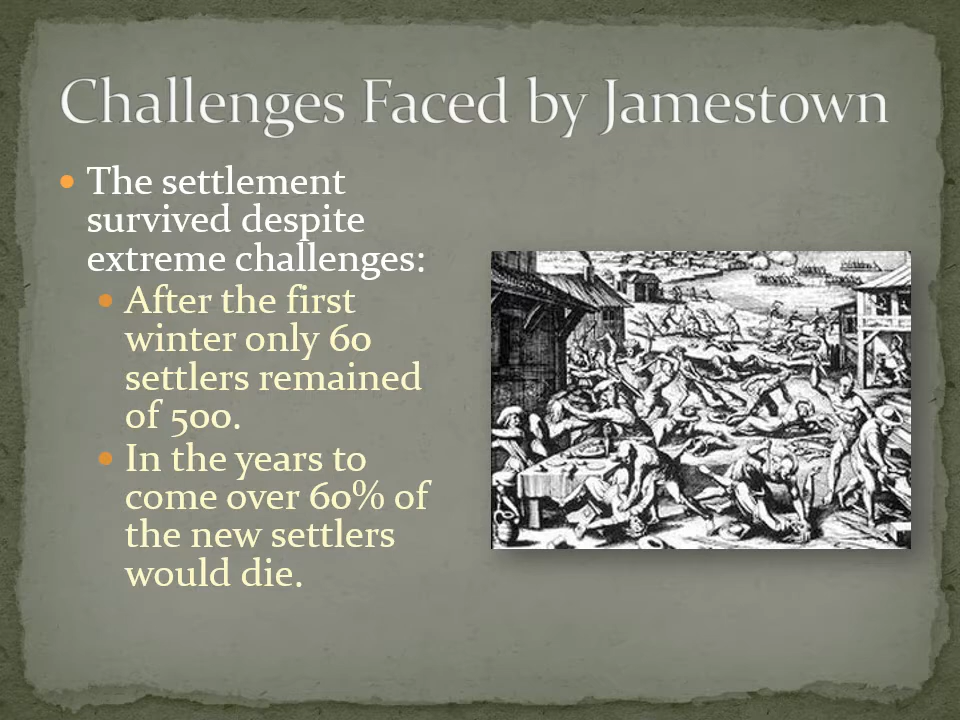 Challenges Faced by Jamestown
• The settlement
survived despite
extreme challenges:
• After the first
winter only 60
settlers remained
of 500.
• In the years to
come over 60% of
the new settlers
would die.